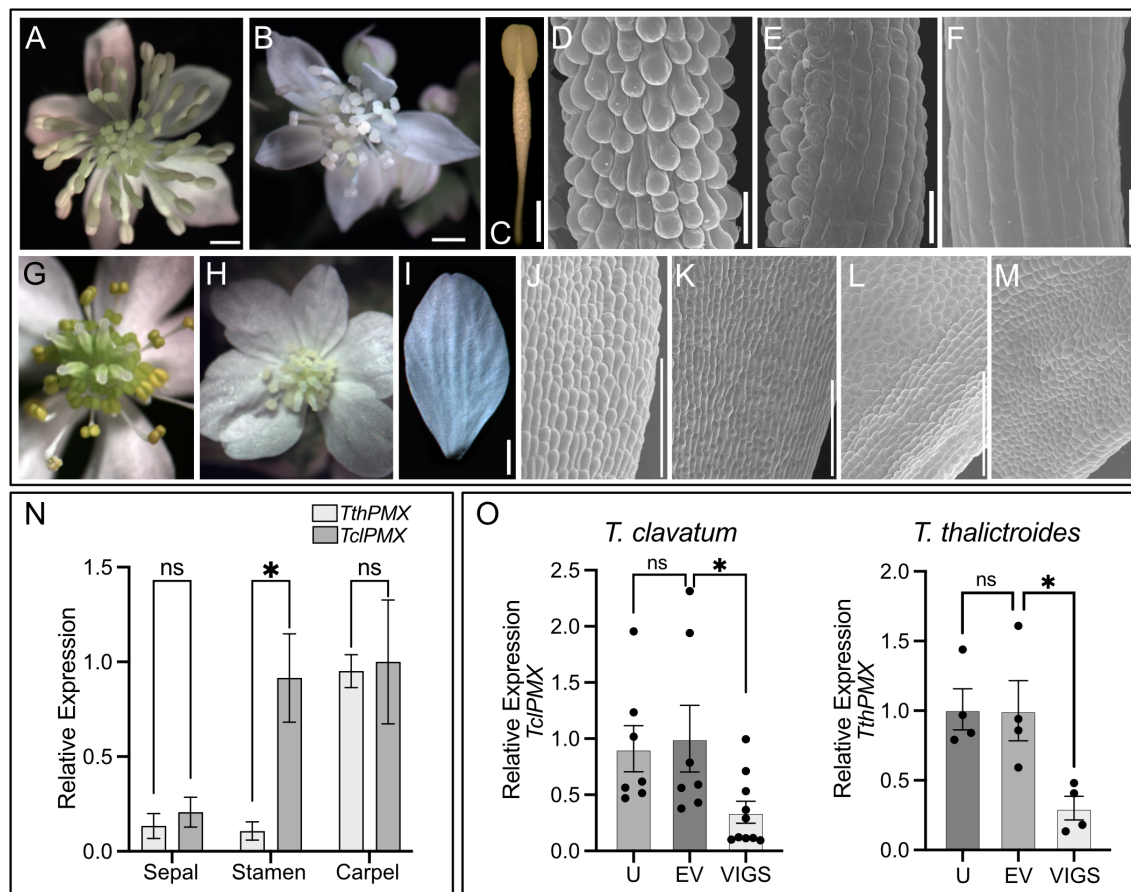 A
B
C
D
E
F
G
H
I
J
K
L
M
N
TthPMX
TclPMX
Relative Expression
1.5
1.0
0.5
0.0
ns
*
ns
Sepal
Stamen
Carpel
O
T. clavatum
Relative Expression
TclPMX
2.5
2.0
1.5
1.0
0.5
0.0
ns
*
U
EV
VIGS
T. thalictroides
Relative Expression
TthPMX
2.0
1.5
1.0
0.5
0.0
ns
*
U
EV
VIGS